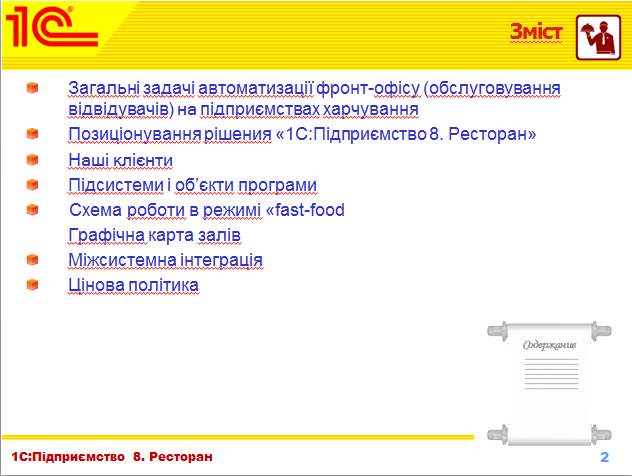 1С
Зміст
Загальні задачі автоматизації фронт-офісу (обслуговування
відвідувачів) на підприємствах харчування
Позиціонування рішення «1С:Підприємство 8. Ресторан»
Наші клієнти
Підсистеми і об’єкти програми
Схема роботи в режимі «fast-food
Графічна карта залів
Міжсистемна інтеграція
Цінова політика
Содержание
1С:Підприємство 8. Ресторан
2